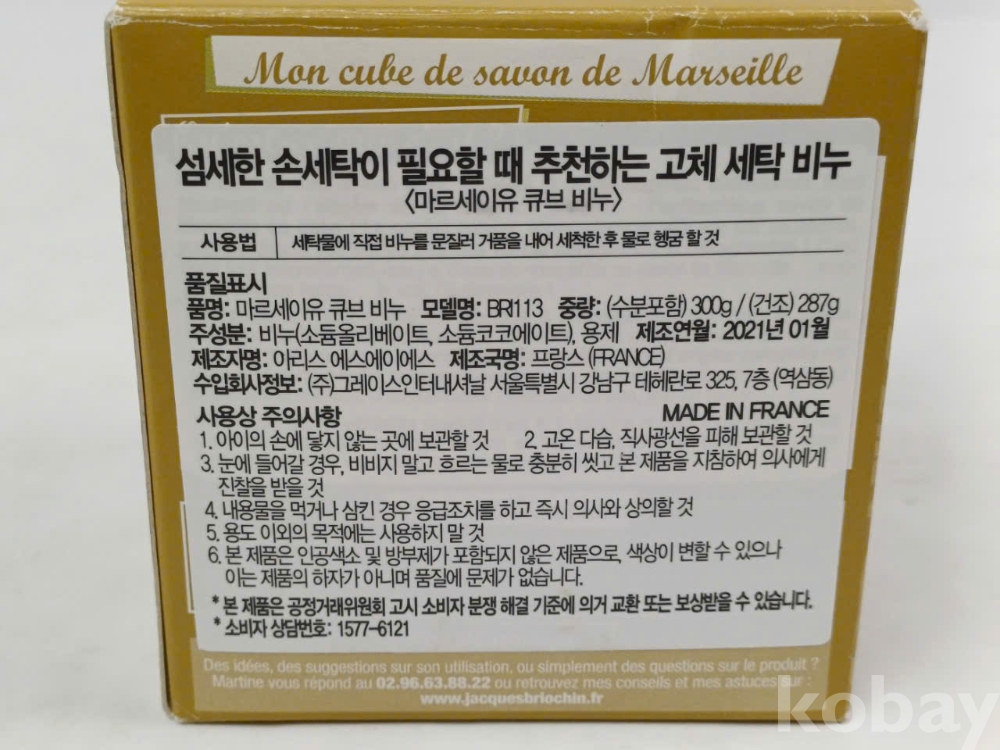 Mon cube de savon de Marseille
섬세한 손세탁이 필요할 때 추천하는 고체 세탁 비누
<마르세이유 큐브 비누>
사용법 세탁물에 직접 비누를 문질러 거품을 내어 세척한 후 물로 헹굼 할 것
품질표시
품명: 마르세이유 큐브 비누 모델명: BRI113 중량: (수분포함) 300g / (건조) 287g
주성분: 비누(소듐올리베이트, 소듐코코에이트), 용제 제조연월: 2021년 01월
제조자명: 아리스 에스에이에스 제조국명: 프랑스 (FRANCE)
수입회사정보: (주)그레이스인터내셔날 서울특별시 강남구 테헤란로 325, 7층 (역삼동)
사용상 주의사항 MADE IN FRANCE
1. 아이의 손에 닿지 않는 곳에 보관할 것 2. 고온 다습, 직사광선을 피해 보관할 것
3. 눈에 들어갈 경우, 비비지 말고 흐르는 물로 충분히 씻고 본 제품을 지참하여 의사에게
진찰을 받을 것
4. 내용물을 먹거나 삼킨 경우 응급조치를 하고 즉시 의사와 상의할 것
5. 용도 이외의 목적에는 사용하지 말 것
6. 본 제품은 인공색소 및 방부제가 포함되지 않은 제품으로, 색상이 변할 수 있으나
이는 제품의 하자가 아니며 품질에 문제가 없습니다.
* 본 제품은 공정거래위원회 고시 소비자 분쟁 해결 기준에 의거 교환 또는 보상받을 수 있습니다.
* 소비자 상담번호: 1577-6121
Des idées, des suggestions sur son utilisation, ou simplement des questions sur le produit ?
Martine vous répond au 02.96.63.88.22 ou retrouvez mes conseils et mes astuces sur :
www.jacquesbriochin.fr
kobay